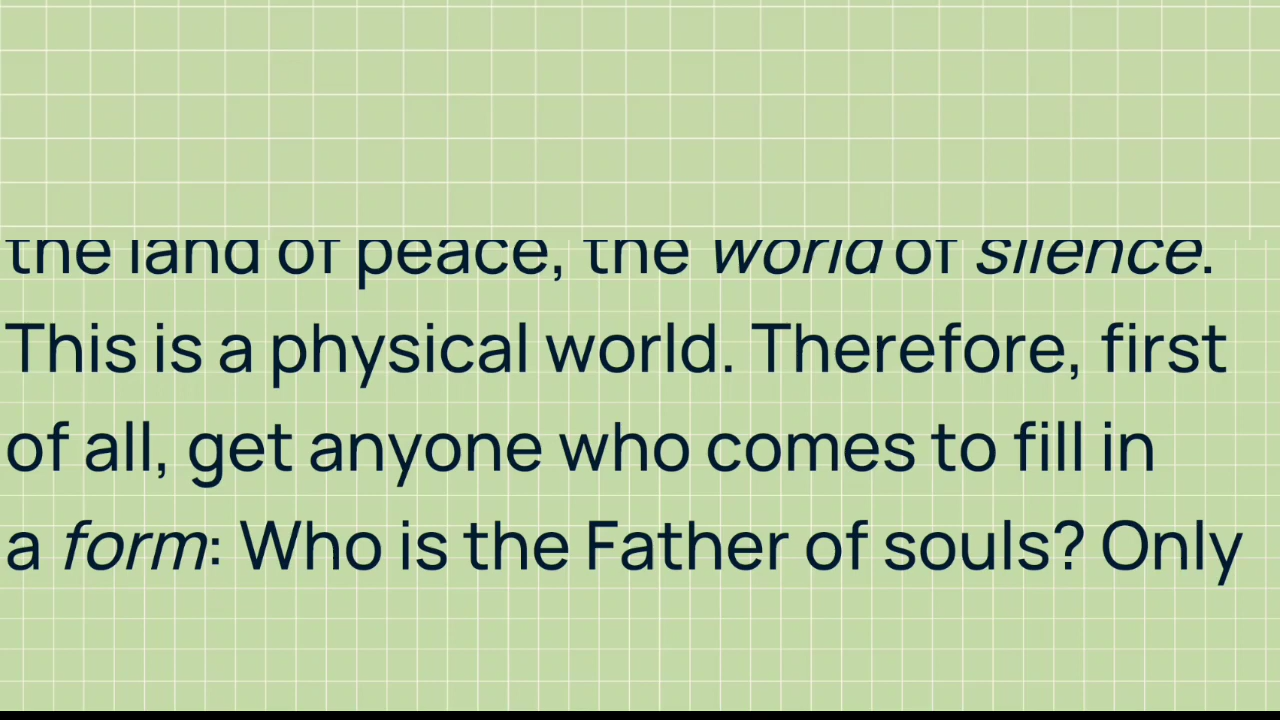 the land of peace, the world of silence.
This is a physical world. Therefore, first
of all, get anyone who comes to fill in
a form: Who is the Father of souls? Only